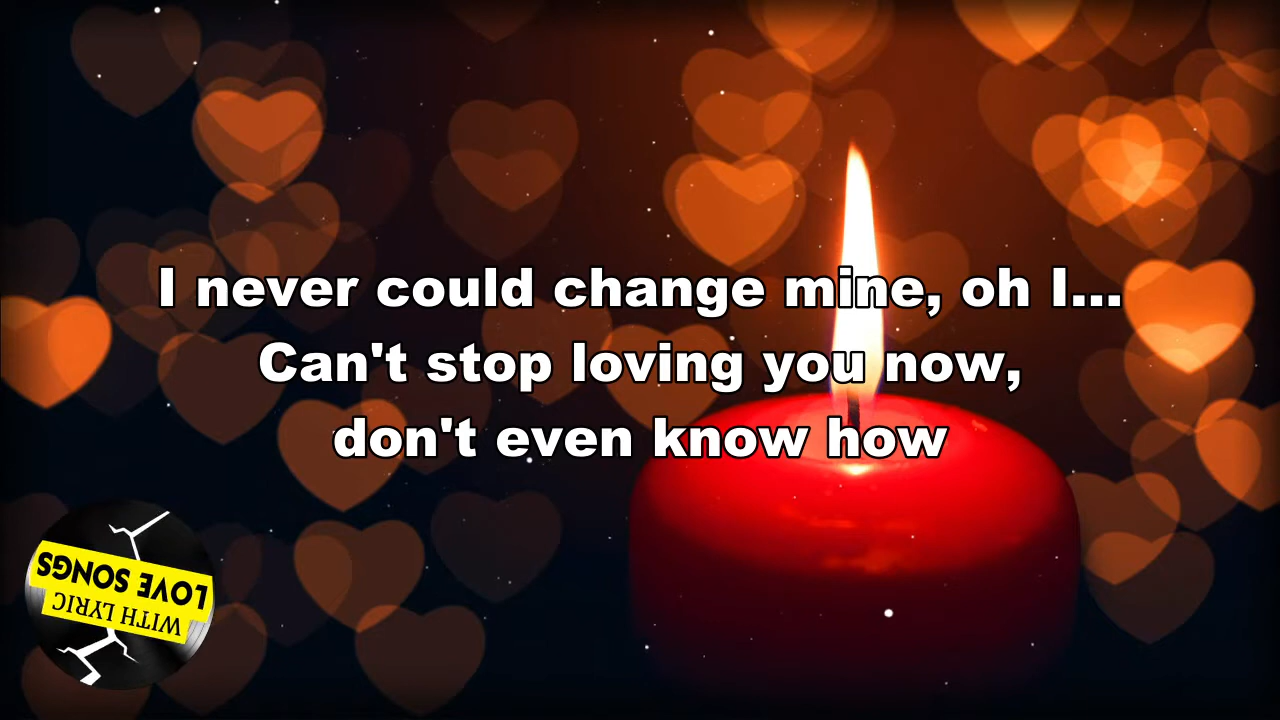 I never could change mine, oh I...
Can't stop loving you now,
don't even know how
LOVE SONGS
WITH LYRIC